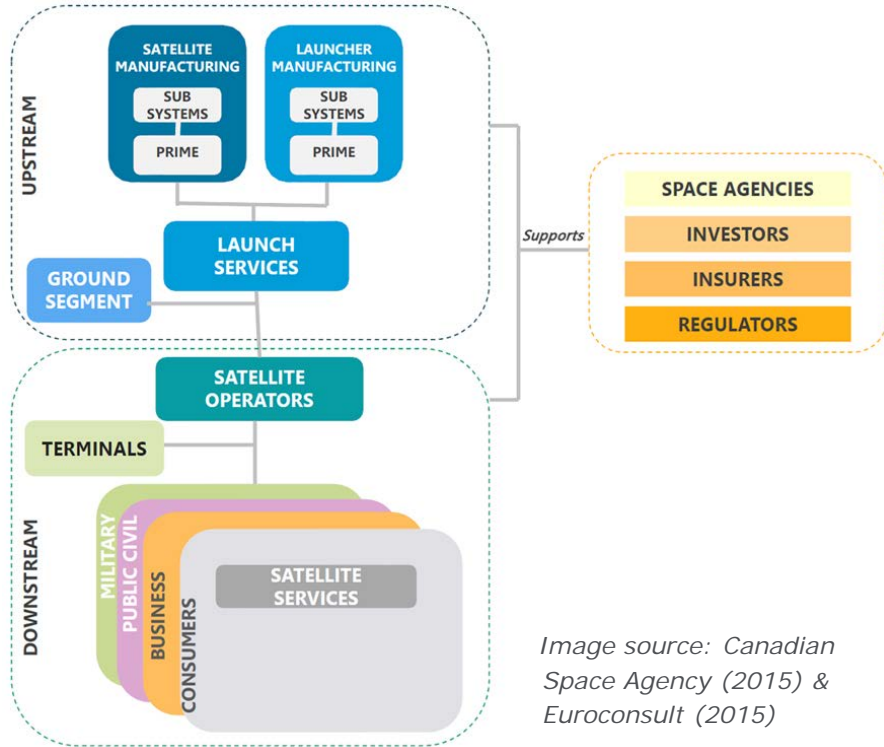 UPSTREAM
SATELLITE
MANUFACTURING
SUB
SYSTEMS
PRIME
LAUNCHER
MANUFACTURING
SUB
SYSTEMS
PRIME
LAUNCH
SERVICES
GROUND
SEGMENT
Supports
SPACE AGENCIES
INVESTORS
INSURERS
REGULATORS
DOWNSTREAM
SATELLITE
OPERATORS
TERMINALS
MILITARY
PUBLIC CIVIL
BUSINESS
CONSUMERS
SATELLITE
SERVICES
Image source: Canadian
Space Agency (2015) &
Euroconsult (2015)